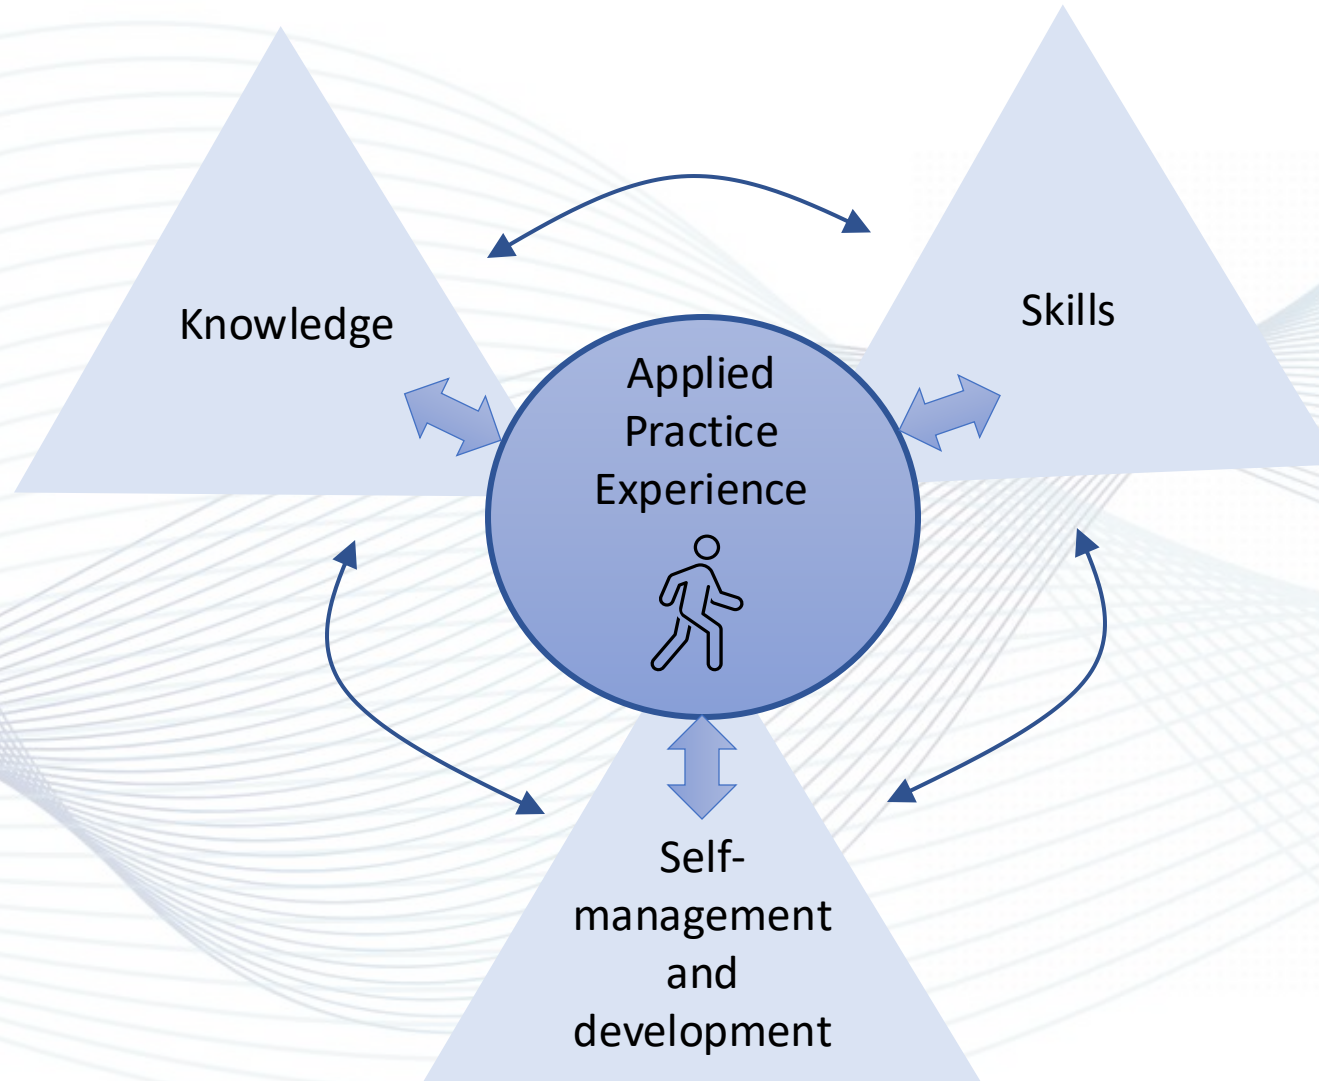 Knowledge
Skills
Applied
Practice
Experience
Self-
management
and
development